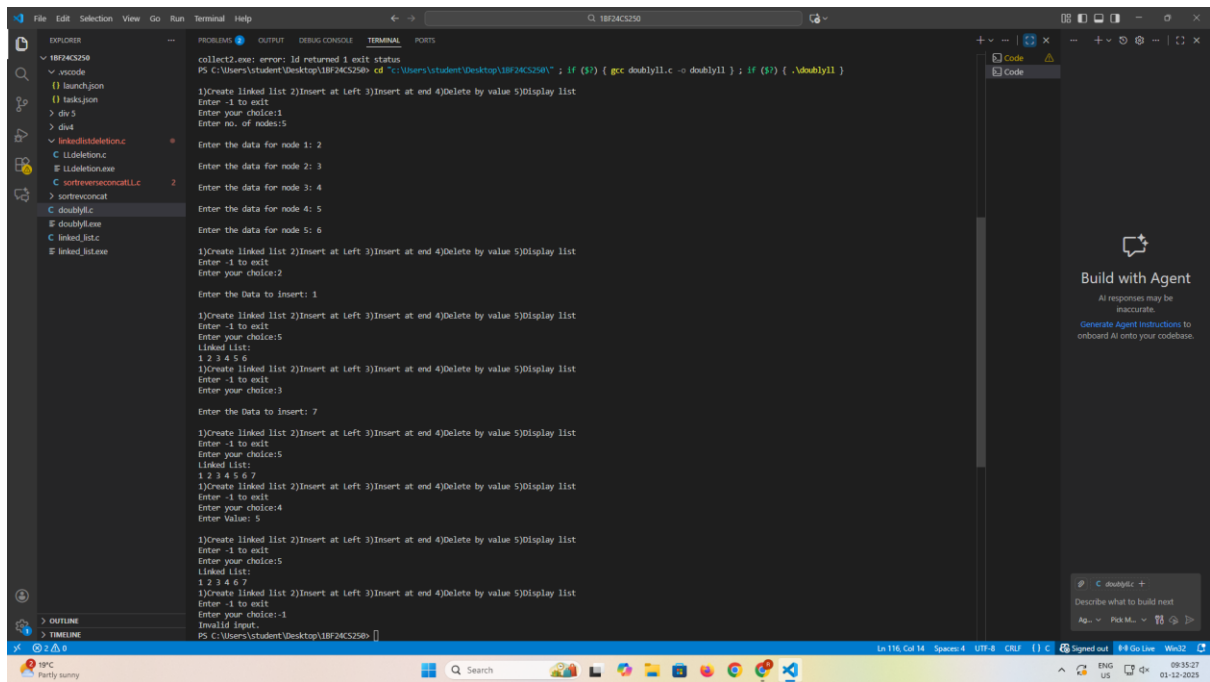 File Edit Selection View Go Run Terminal Help
18F24CS250
EXPLORER
18F24CS250
.vscode
launch.json
tasks.json
div 5
div4
linkedlistdeletion.c
LLdeletion.c
LLdeletion.exe
sortreverseconcatLL.c 2
sortrevconcat
doublyll.c
doublyll.exe
linked_list.c
linked_list.exe
OUTLINE
TIMELINE
PROBLEMS 2 OUTPUT DEBUG CONSOLE TERMINAL PORTS
collect2.exe: error: ld returned 1 exit status
PS C:\Users\student\Desktop\1BF24CS250> cd "c:\Users\student\Desktop\1BF24CS250\" ; if ($?) { gcc doublyll.c -o doublyll } ; if ($?) { .\doublyll }
1)Create linked list 2)Insert at Left 3)Insert at end 4)Delete by value 5)Display list
Enter -1 to exit
Enter your choice:1
Enter no. of nodes:5
Enter the data for node 1: 2
Enter the data for node 2: 3
Enter the data for node 3: 4
Enter the data for node 4: 5
Enter the data for node 5: 6
1)Create linked list 2)Insert at Left 3)Insert at end 4)Delete by value 5)Display list
Enter -1 to exit
Enter your choice:2
Enter the Data to insert: 1
1)Create linked list 2)Insert at Left 3)Insert at end 4)Delete by value 5)Display list
Enter -1 to exit
Enter your choice:5
Linked List:
1 2 3 4 5 6
1)Create linked list 2)Insert at Left 3)Insert at end 4)Delete by value 5)Display list
Enter -1 to exit
Enter your choice:3
Enter the Data to insert: 7
1)Create linked list 2)Insert at Left 3)Insert at end 4)Delete by value 5)Display list
Enter -1 to exit
Enter your choice:5
Linked List:
1 2 3 4 5 6 7
1)Create linked list 2)Insert at Left 3)Insert at end 4)Delete by value 5)Display list
Enter -1 to exit
Enter your choice:4
Enter Value: 5
1)Create linked list 2)Insert at Left 3)Insert at end 4)Delete by value 5)Display list
Enter -1 to exit
Enter your choice:5
Linked List:
1 2 3 4 6 7
1)Create linked list 2)Insert at Left 3)Insert at end 4)Delete by value 5)Display list
Enter -1 to exit
Enter your choice:-1
Invalid input.
PS C:\Users\student\Desktop\1BF24CS250>
Code
Code
Build with Agent
AI responses may be
inaccurate.
Generate Agent Instructions to
onboard AI onto your codebase.
doublyll.c
Describe what to build next
Ag... Pick M...
2 0
Ln 116, Col 14 Spaces: 4 UTF-8 CRLF {} C Signed out Go Live Win32
2
19°C
Partly sunny
Search
ENG
US
09:35:27
01-12-2025